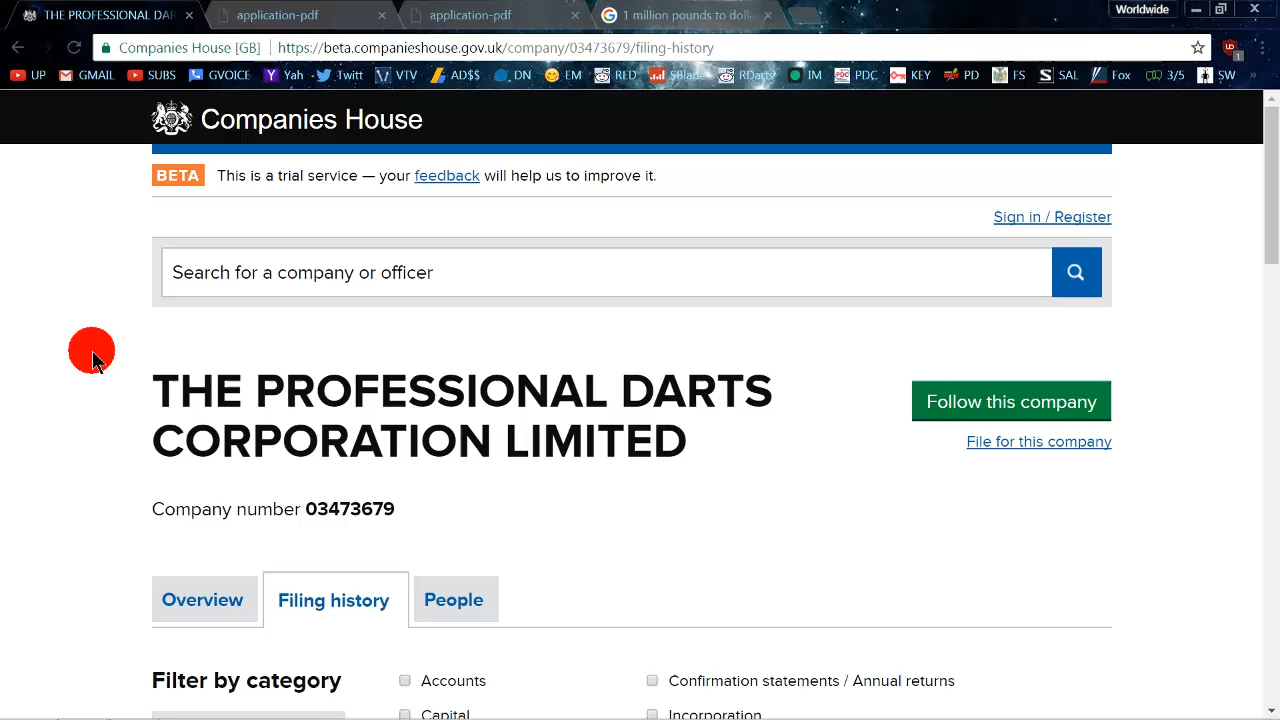 THE PROFESSIONAL DAR
application-pdf
application-pdf
1 million pounds to doll
Worldwide
Companies House [GB]
https://beta.companieshouse.gov.uk/company/03473679/filing-history
UP
GMAIL
SUBS
GVOICE
Yah
Twitt
VTV
AD$$
DN
EM
RED
SBlade
RDarts
IM
PDC
KEY
PD
FS
SAL
Fox
3/5
SW
Companies House
BETA
This is a trial service — your feedback will help us to improve it.
Sign in / Register
Search for a company or officer
THE PROFESSIONAL DARTS
CORPORATION LIMITED
Follow this company
File for this company
Company number 03473679
Overview
Filing history
People
Filter by category
Accounts
Confirmation statements / Annual returns
Capital
Incorporation